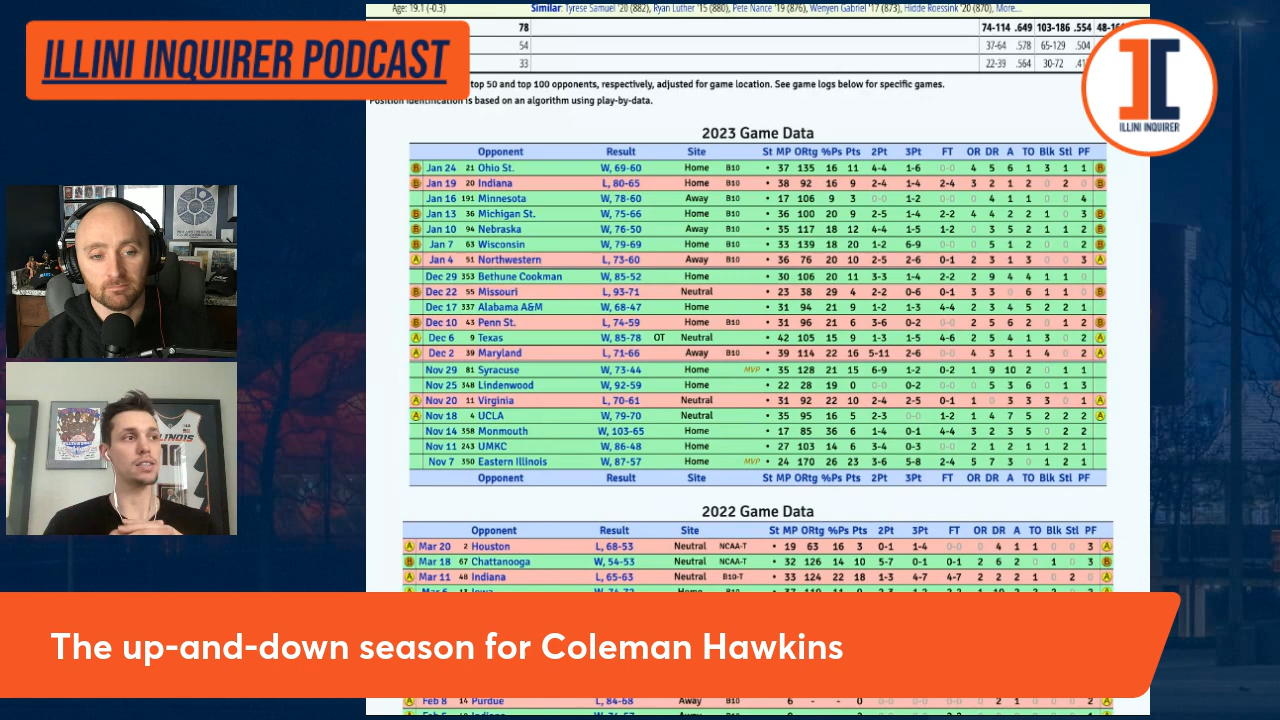 ILLINI INQUIRER PODCAST
Age: 19.1 (-0.3) Similar: Tyrese Samuel '20 (882), Ryan Luther '15 (880), Pete Nance '19 (876), Wenyen Gabriel '17 (873), Hidde Roessink '20 (870), More...
78 74-114 .649 103-186 .554
54 37-64 .578 65-129 .504
33 22-39 .564 30-72
top 50 and top 100 opponents, respectively, adjusted for game location. See game logs below for specific games.
Position identification is based on an algorithm using play-by-data.
ILLINI INQUIRER
2023 Game Data
Opponent Result Site St MP ORtg %Ps Pts 2Pt 3Pt FT OR DR A TO Blk Stl PF
B Jan 24 21 Ohio St. W, 69-60 Home B10 • 37 135 16 11 4-4 1-6 0-0 4 5 6 1 3 1 1 B
B Jan 19 20 Indiana L, 80-65 Home B10 • 38 92 16 9 2-4 1-4 2-4 3 2 1 2 0 2 0 B
Jan 16 191 Minnesota W, 78-60 Away B10 • 17 106 9 3 0-0 1-2 0-0 0 4 1 1 0 0 4
B Jan 13 36 Michigan St. W, 75-66 Home B10 • 36 100 20 9 2-5 1-4 2-2 4 4 2 2 1 0 3 B
B Jan 10 94 Nebraska W, 76-50 Away B10 • 35 117 18 12 4-4 1-5 1-2 0 3 5 2 1 1 2 B
B Jan 7 63 Wisconsin W, 79-69 Home B10 • 33 139 18 20 1-2 6-9 0-0 0 5 1 2 0 0 2 B
A Jan 4 51 Northwestern L, 73-60 Away B10 • 36 76 20 10 2-5 2-6 0-1 2 3 1 3 0 0 3 A
Dec 29 353 Bethune Cookman W, 85-52 Home • 30 106 20 11 3-3 1-4 2-2 2 9 4 4 1 1 0
B Dec 22 55 Missouri L, 93-71 Neutral • 23 38 29 4 2-2 0-6 0-1 3 3 0 6 1 1 0 B
Dec 17 337 Alabama A&M W, 68-47 Home • 31 94 21 9 1-2 1-3 4-4 2 3 4 5 2 2 1
B Dec 10 43 Penn St. L, 74-59 Home B10 • 31 96 21 6 3-6 0-2 0-0 2 5 6 2 0 1 2 B
A Dec 6 9 Texas W, 85-78 OT Neutral • 42 105 15 9 1-3 1-5 4-6 2 5 4 1 3 0 2 A
A Dec 2 39 Maryland L, 71-66 Away B10 • 39 114 22 16 5-11 2-6 0-0 4 3 1 1 4 0 2 A
Nov 29 81 Syracuse W, 73-44 Home MVP • 35 128 21 15 6-9 1-2 0-2 1 9 10 2 0 1 1
Nov 25 348 Lindenwood W, 92-59 Home • 22 28 19 0 0-0 0-2 0-0 0 5 3 6 0 1 3
A Nov 20 11 Virginia L, 70-61 Neutral • 31 92 22 10 2-4 2-5 0-1 1 0 3 3 3 0 1 A
A Nov 18 4 UCLA W, 79-70 Neutral • 35 95 16 5 2-3 0-0 1-2 1 4 7 5 2 2 2 A
Nov 14 358 Monmouth W, 103-65 Home • 17 85 36 6 1-4 0-1 4-4 3 2 3 5 0 2 2
Nov 11 243 UMKC W, 86-48 Home • 27 103 14 6 3-4 0-3 0-0 2 1 2 1 1 2 1
Nov 7 350 Eastern Illinois W, 87-57 Home MVP • 24 170 26 23 3-6 5-8 2-4 5 7 3 0 1 2 1
Opponent Result Site St MP ORtg %Ps Pts 2Pt 3Pt FT OR DR A TO Blk Stl PF
2022 Game Data
Opponent Result Site St MP ORtg %Ps Pts 2Pt 3Pt FT OR DR A TO Blk Stl PF
A Mar 20 2 Houston L, 68-53 Neutral NCAA-T • 19 63 16 3 0-1 1-4 0-0 0 4 1 1 0 0 3 A
B Mar 18 67 Chattanooga W, 54-53 Neutral NCAA-T • 32 126 14 10 5-7 0-1 0-1 2 6 2 0 1 0 3 B
A Mar 11 48 Indiana L, 65-63 Neutral B10-T • 33 124 22 18 1-3 4-7 4-7 2 2 2 1 0 2 0 A
The up-and-down season for Coleman Hawkins
A Feb 8 14 Purdue L, 84-68 Away B10 6 - - 0 2 1 2 A